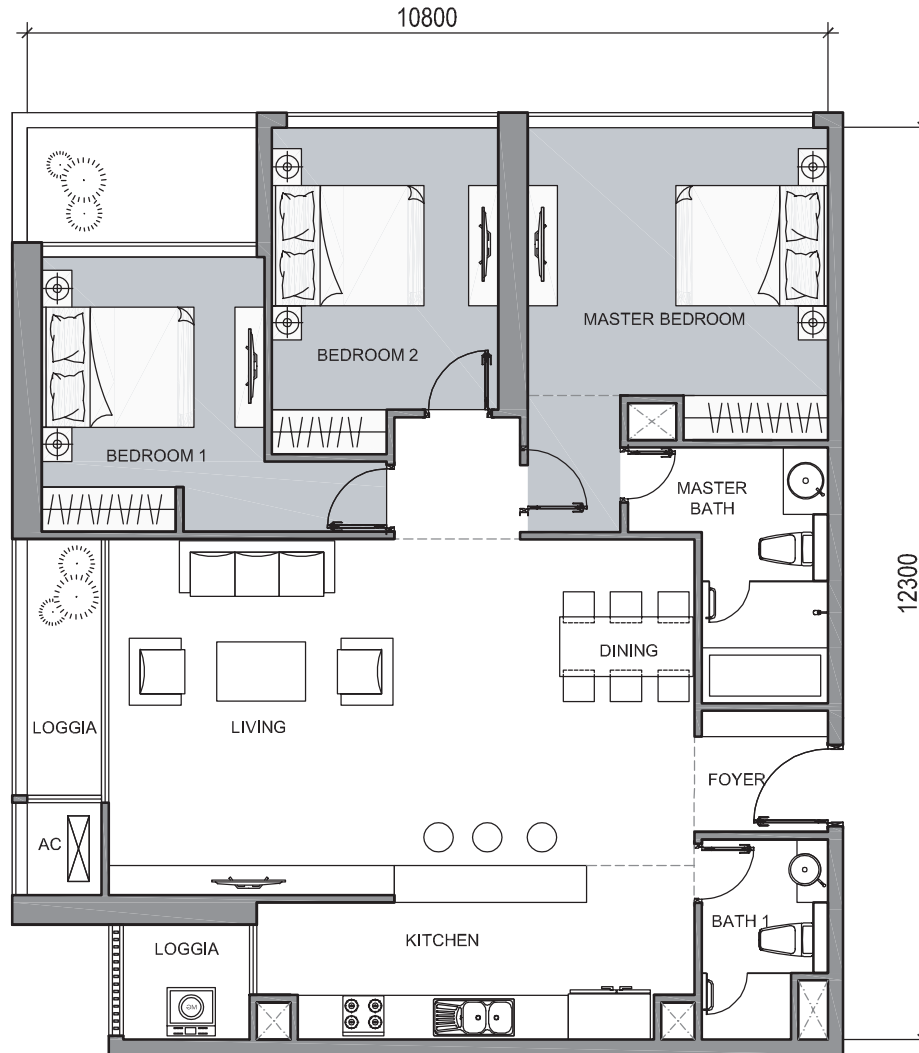 10800
MASTER BEDROOM
BEDROOM 2
BEDROOM 1
MASTER
BATH
12300
DINING
LIVING
LOGGIA
FOYER
AC
BATH 1
KITCHEN
LOGGIA